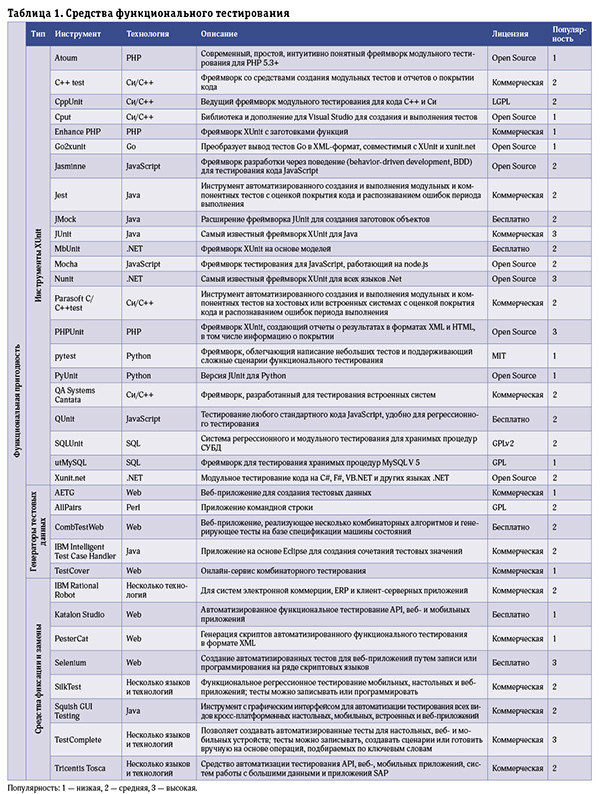 Таблица 1. Средства функционального тестирования
Тип Инструмент Технология Описание Лицензия Популяр-
ность
Функциональная пригодность
Инструменты XUnit
Atoum PHP Современный, простой, интуитивно понятный фреймворк модульного тести-
рования для PHP 5.3+ Open Source 1
C++ test Си/C++ Фреймворк со средствами создания модульных тестов и отчетов о покрытии
кода Коммерческая 2
CppUnit Си/C++ Ведущий фреймворк модульного тестирования для кода C++ и Си LGPL 2
Cput Си/C++ Библиотека и дополнение для Visual Studio для создания и выполнения тестов Open Source 1
Enhance PHP PHP Фреймворк XUnit с заготовками функций Коммерческая 1
Go2xunit Go Преобразует вывод тестов Go в XML-формат, совместимый с XUnit и xunit.net Open Source 1
Jasminne JavaScript Фреймворк разработки через поведение (behavior-driven development, BDD)
для тестирования кода JavaScript Open Source 2
Jest Java Инструмент автоматизированного создания и выполнения модульных и ком-
понентных тестов с оценкой покрытия кода и распознаванием ошибок периода
выполнения Коммерческая 2
JMock Java Расширение фреймворка JUnit для создания заготовок объектов Бесплатно 2
JUnit Java Самый известный фреймворк XUnit для Java Коммерческая 3
MbUnit .NET Фреймворк XUnit на основе моделей Бесплатно 2
Mocha JavaScript Фреймворк тестирования для JavaScript, работающий на node.js Open Source 2
Nunit .NET Самый известный фреймворк XUnit для всех языков .Net Open Source 3
Parasoft C/
C++test Си/C++ Инструмент автоматизированного создания и выполнения модульных и ком-
понентных тестов на хостовых или встроенных системах с оценкой покрытия
кода и распознаванием ошибок периода выполнения Коммерческая 2
PHPUnit PHP Фреймворк XUnit, создающий отчеты о результатах в форматах XML и HTML,
в том числе информацию о покрытии Open Source 3
pytest Python Фреймворк, облегчающий написание небольших тестов и поддерживающий
сложные сценарии функционального тестирования MIT 1
PyUnit Python Версия JUnit для Python Open Source 1
QA Systems
Cantata Си/C++ Фреймворк, разработанный для тестирования встроенных систем Коммерческая 2
QUnit JavaScript Тестирование любого стандартного кода JavaScript, удобно для регрессионно-
го тестирования Бесплатно 2
SQLUnit SQL Система регрессионного и модульного тестирования для хранимых процедур
СУБД GPLv2 2
utMySQL SQL Фреймворк для тестирования хранимых процедур MySQL V 5 GPL 1
Xunit.net .NET Модульное тестирование кода на C#, F#, VB.NET и других языках .NET Open Source 2
Генераторы тестовых
данных
AETG Web Веб-приложение для создания тестовых данных Коммерческая 1
AllPairs Perl Приложение командной строки GPL 2
CombTestWeb Web Веб-приложение, реализующее несколько комбинаторных алгоритмов и гене-
рирующее тесты на базе спецификации машины состояний Бесплатно 2
IBM Intelligent
Test Case Handler Java Приложение на основе Eclipse для создания сочетаний тестовых значений Коммерческая 2
TestCover Web Онлайн-сервис комбинаторного тестирования Коммерческая 1
Средства фиксации и замены
IBM Rational
Robot Несколько техно-
логий Для систем электронной коммерции, ERP и клиент-серверных приложений Коммерческая 2
Katalon Studio Web Автоматизированное функциональное тестирование API, веб- и мобильных
приложений Бесплатно 1
PesterCat Web Генерация скриптов автоматизированного функционального тестирования
в формате XML Коммерческая 1
Selenium Web Создание автоматизированных тестов для веб-приложений путем записи или
программирования на ряде скриптовых языков Бесплатно 3
SilkTest Несколько языков
и технологий Функциональное регрессионное тестирование мобильных, настольных и веб-
приложений; тесты можно записывать или программировать Коммерческая 2
Squish GUI
Testing Java Инструмент с графическим интерфейсом для автоматизации тестирования всех ви-
дов кросс-платформенных настольных, мобильных, встроенных и веб-приложений Коммерческая 2
TestComplete Несколько языков
и технологий Позволяет создавать автоматизированные тесты для настольных, веб- и мо-
бильных устройств; тесты можно записывать, создавать сценарии или готовить
вручную на основе операций, подбираемых по ключевым словам Коммерческая 3
Tricentis Tosca Несколько языков
и технологий Средство автоматизации тестирования API, веб-, мобильных приложений, сис-
тем работы с большими данными и приложений SAP Коммерческая 2
Популярность: 1 — низкая, 2 — средняя, 3 — высокая.